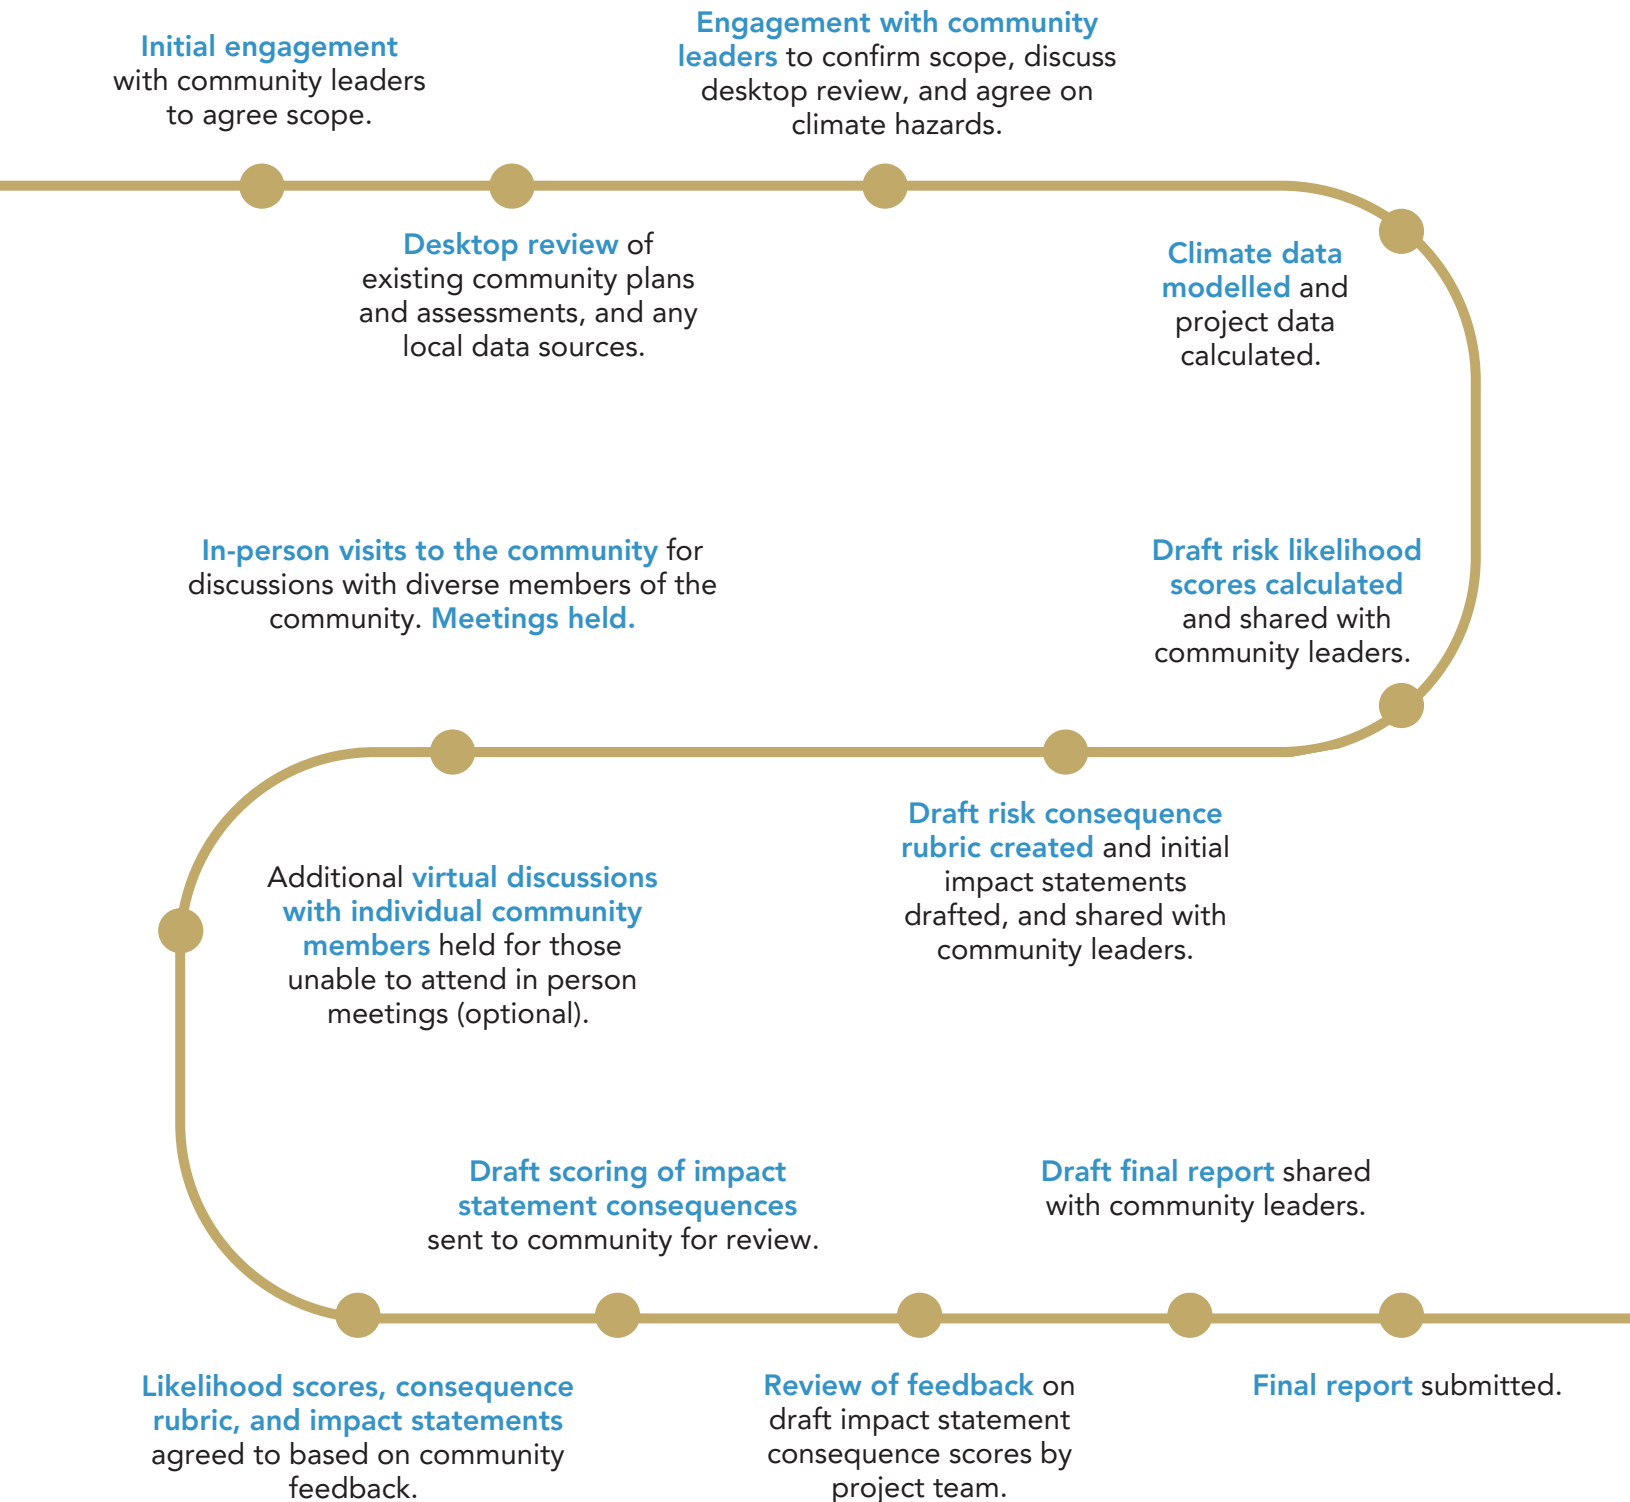 Initial engagement
with community leaders
to agree scope.
Desktop review of
existing community plans
and assessments, and any
local data sources.
Engagement with community
leaders to confirm scope, discuss
desktop review, and agree on
climate hazards.
Climate data
modelled and
project data
calculated.
Draft risk likelihood
scores calculated
and shared with
community leaders.
Draft risk consequence
rubric created and initial
impact statements
drafted, and shared with
community leaders.
In-person visits to the community for
discussions with diverse members of the
community. Meetings held.
Additional virtual discussions
with individual community
members held for those
unable to attend in person
meetings (optional).
Likelihood scores, consequence
rubric, and impact statements
agreed to based on community
feedback.
Draft scoring of impact
statement consequences
sent to community for review.
Review of feedback on
draft impact statement
consequence scores by
project team.
Draft final report shared
with community leaders.
Final report submitted.